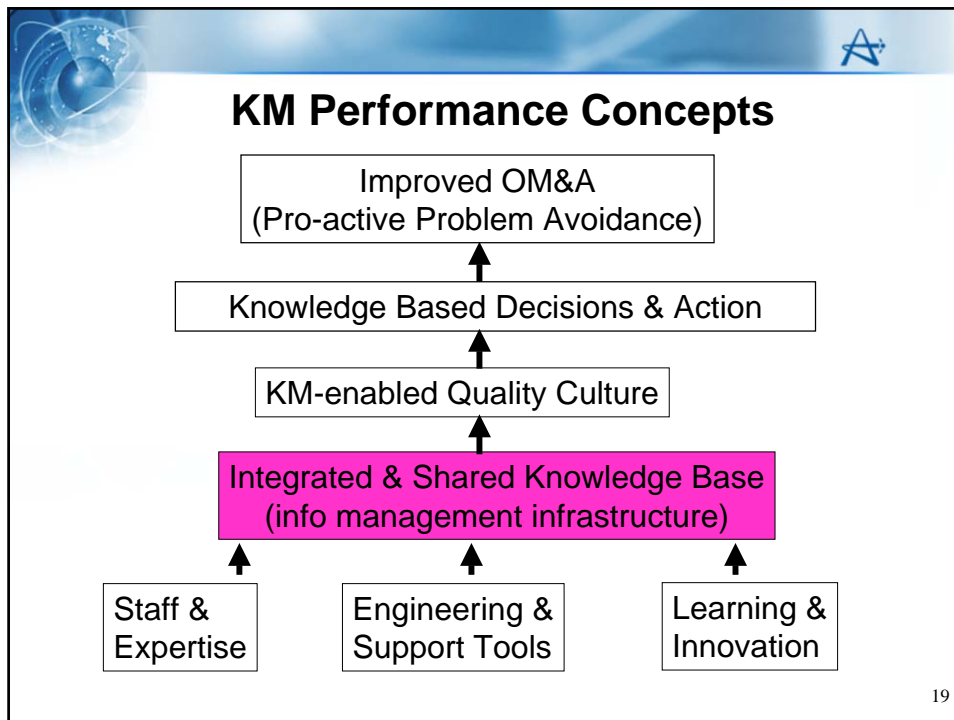 KM Performance Concepts
Improved OM&A
(Pro-active Problem Avoidance)
Knowledge Based Decisions & Action
KM-enabled Quality Culture
Integrated & Shared Knowledge Base
(info management infrastructure)
Staff &
Expertise
Engineering &
Support Tools
Learning &
Innovation
19